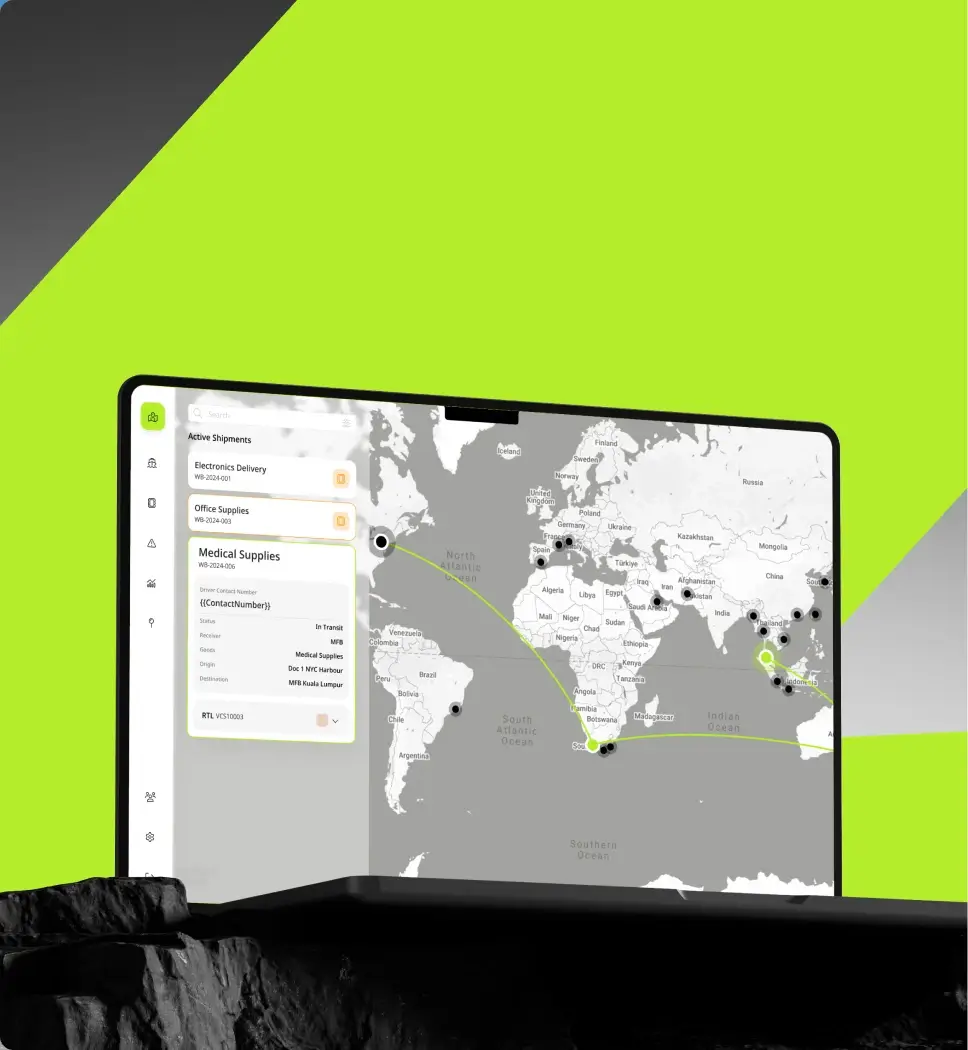 Search
Active Shipments
Electronics Delivery
WB-2024-001
Office Supplies
WB-2024-003
Medical Supplies
WB-2024-006
Driver Contact Number
{{ContactNumber}}
Status
In Transit
Receiver
MFB
Goods
Medical Supplies
Origin
Doc 1 NYC Harbour
Destination
MFB Kuala Lumpur
RTL VCS10003
Iceland
Finland
Sweden
Norway
Russia
United
Kingdom
Poland
Germany
Ukraine
France
Kazakhstan
Mongolia
Spain
Türkiye
North
Atlantic
Ocean
China
Iraq
Iran
Afghanistan
Algeria
Libya
Egypt
Saudi Arabia
India
Mali
Niger
Chad
Sudan
Thailand
Nigeria
Ethiopia
Venezuela
Colombia
DRC
Kenya
Tanzania
Indonesia
Peru
Brazil
Bolivia
Angola
Namibia
Botswana
Madagascar
Chile
South
Atlantic
Ocean
Indian
Ocean
Sou
Argentina
Southern
Ocean